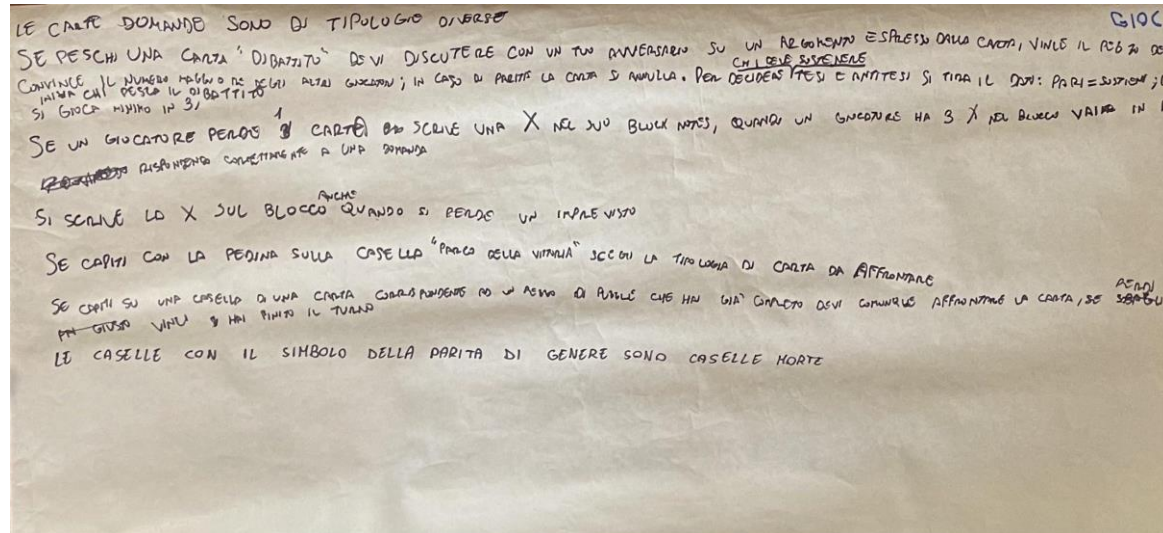 LE CARTE DOMANDE SONO DI TIPOLOGIE DIVERSE
GIOC
SE PESCHI UNA CARTA "DIBATTITO" DEVI DISCUTERE CON UN TUO AVVERSARIO SU UN ARGOMENTO ESPRESSO DALLA CARTA, VINCE IL PEZZO
CHI DEVE SOSTENERE
CONVINCE IL NUMERO MAGGIORE DEGLI ALTRI GIOCATORI; IN CASO DI PARITÀ LA CARTA SI ANNULLA. PER DECIDERE TESI E ANTITESI SI TIRA IL DADO: PARI=SOSTIENI;
INIZIA CHI PESCA IL DIBATTITO
SI GIOCA MINIMO IN 3,
SE UN GIOCATORE PERDE 1 CARTA SCRIVE UNA X NEL SUO BLOCK NOTES, QUANDO UN GIOCATORE HA 3 X NEL BLOCCO VA IN
RISPONDENDO CORRETTAMENTE A UNA DOMANDA
SI SCRIVE LA X SUL BLOCCO ANCHE QUANDO SI PERDE UN IMPREVISTO
SE CAPITI CON LA PEDINA SULLA CASELLA "PARCO DELLA VITTORIA" SCEGLI LA TIPOLOGIA DI CARTA DA AFFRONTARE
SE CAPITI SU UNA CASELLA DI UNA CARTA CORRISPONDENTE AD UN PEZZO DI PUZZLE CHE HAI GIÀ COMPLETO DEVI COMUNQUE AFFRONTARE LA CARTA, SE PERDI
VINCI HAI FINITO IL TURNO
LE CASELLE CON IL SIMBOLO DELLA PARITA DI GENERE SONO CASELLE MORTE